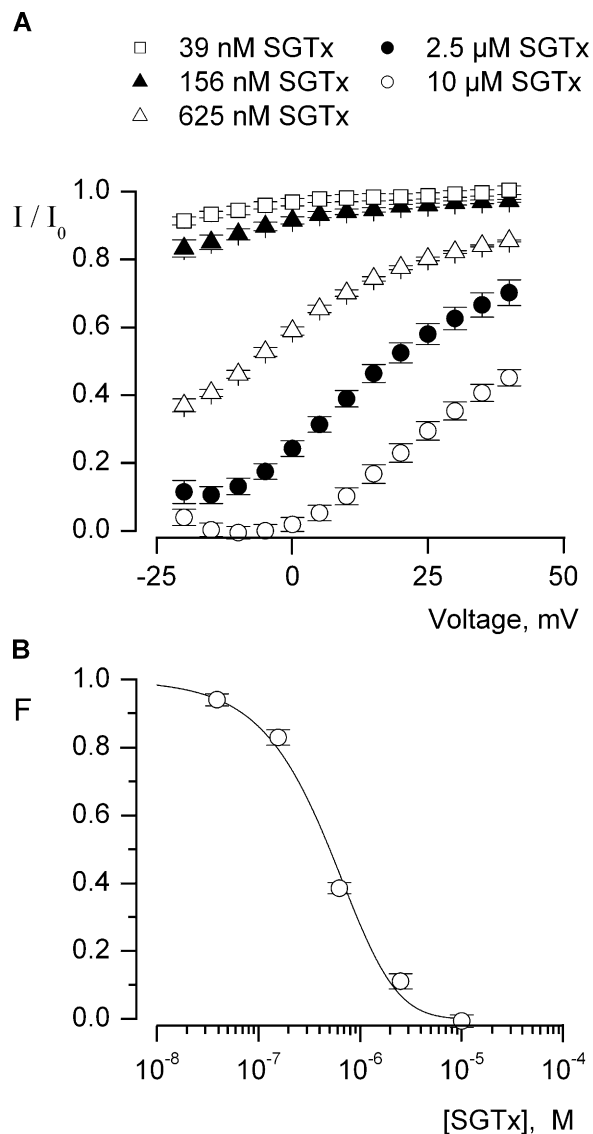 A
39 nM SGTx
2.5 µM SGTx
156 nM SGTx
10 µM SGTx
625 nM SGTx
I / I0
1.0
0.8
0.6
0.4
0.2
0.0
-25
0
25
50
Voltage, mV
B
F
1.0
0.8
0.6
0.4
0.2
0.0
10-8
10-7
10-6
10-5
10-4
[SGTx], M